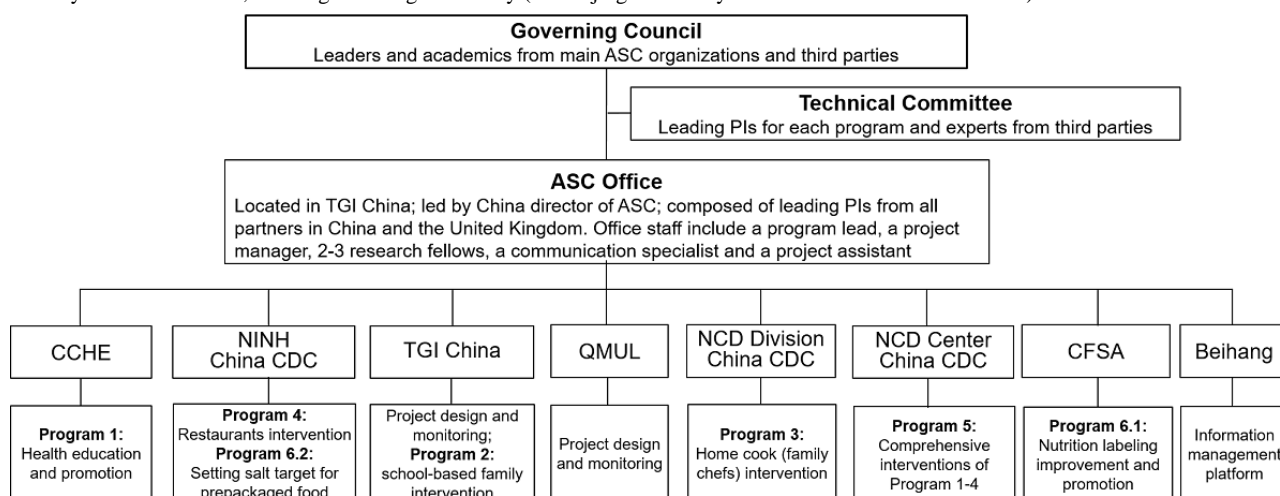 Governing Council
Leaders and academics from main ASC organizations and third parties
Technical Committee
Leading PIs for each program and experts from third parties
ASC Office
Located in TGI China; led by China director of ASC; composed of leading PIs from all
partners in China and the United Kingdom. Office staff include a program lead, a project
manager, 2-3 research fellows, a communication specialist and a project assistant
CCHE
NINH
China CDC
TGI China
QMUL
NCD Division
China CDC
NCD Center
China CDC
CFSA
Beihang
Program 1:
Health education
and promotion
Program 4:
Restaurants intervention
Program 6.2:
Setting salt target for
prepackaged food
Project design and
monitoring;
Program 2:
school-based family
intervention
Project design
and monitoring
Program 3:
Home cook (family
chefs) intervention
Program 5:
Comprehensive
interventions of
Program 1-4
Program 6.1:
Nutrition labeling
improvement and
promotion
Information
management
platform